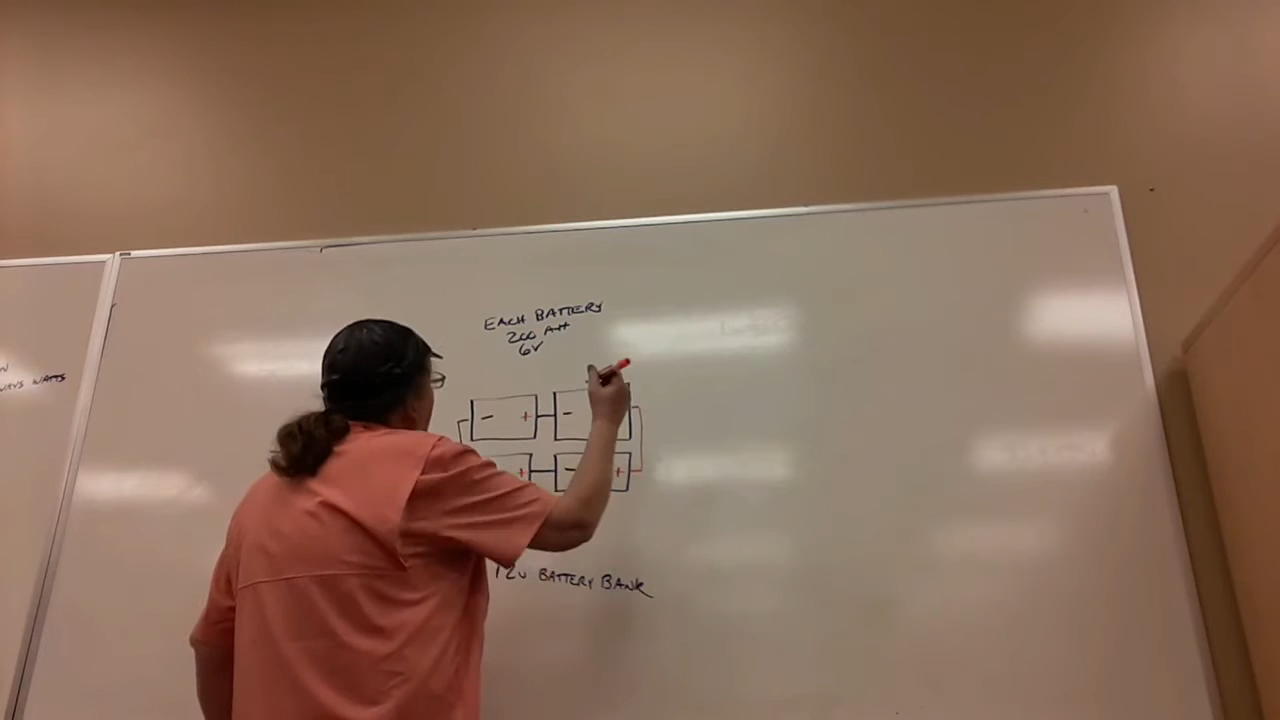 EACH BATTERY
200 AH
6V
WATTS
- + -
+ - +
12V BATTERY BANK